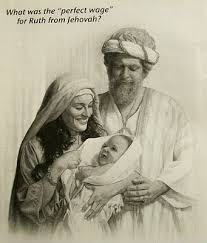 What was the "perfect wage"
for Ruth from Jehovah?